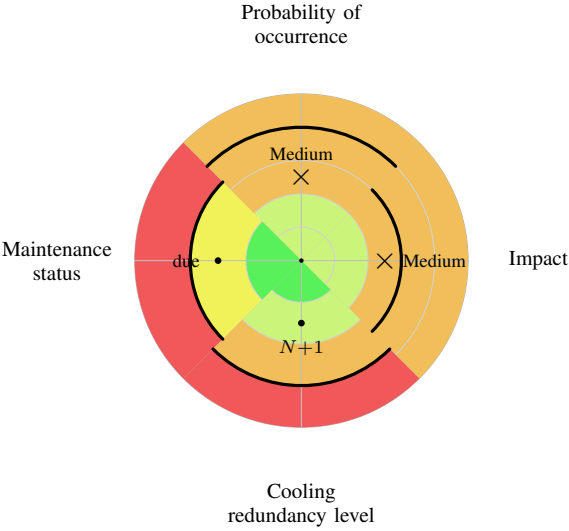 Probability of
occurrence
Medium
Maintenance
status
due
Medium
Impact
N+1
Cooling
redundancy level